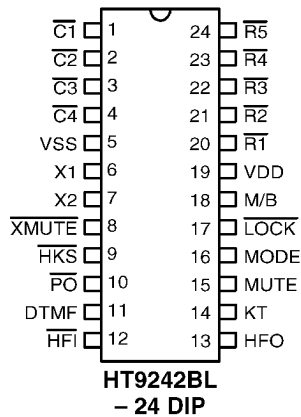 C1 1 24 R5
C2 2 23 R4
C3 3 22 R3
C4 4 21 R2
VSS 5 20 R1
X1 6 19 VDD
X2 7 18 M/B
XMUTE 8 17 LOCK
HKS 9 16 MODE
PO 10 15 MUTE
DTMF 11 14 KT
HFI 12 13 HFO
HT9242BL
– 24 DIP